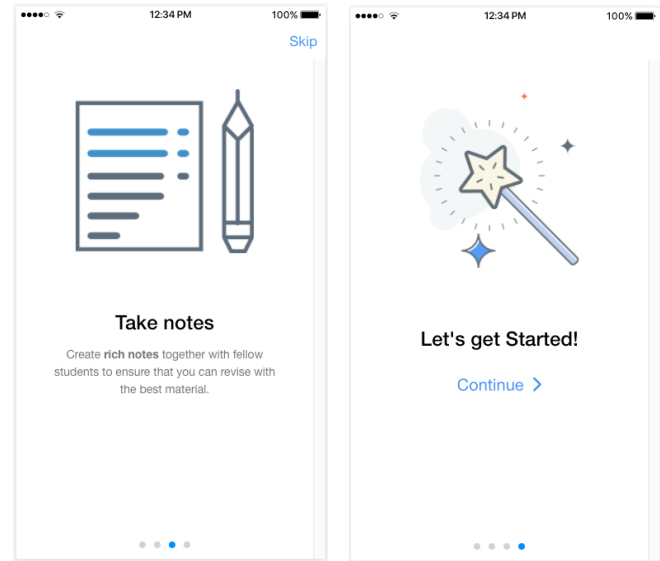 12:34 PM
100%
Skip
Take notes
Create rich notes together with fellow
students to ensure that you can revise with
the best material.
12:34 PM
100%
Let's get Started!
Continue